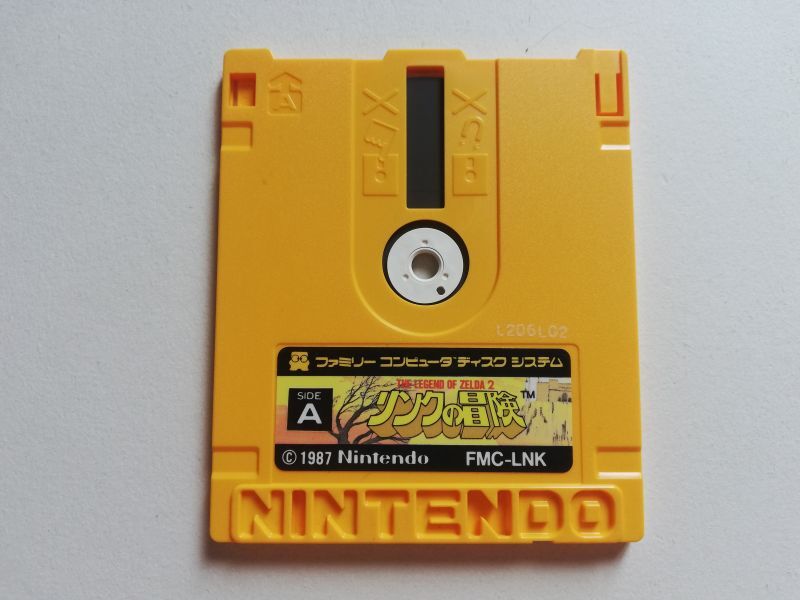 A
L206L02
ファミリー コンピュータ ディスク システム
THE LEGEND OF ZELDA 2
SIDE
A
リンクの冒険™
© 1987 Nintendo FMC-LNK
NINTENDO